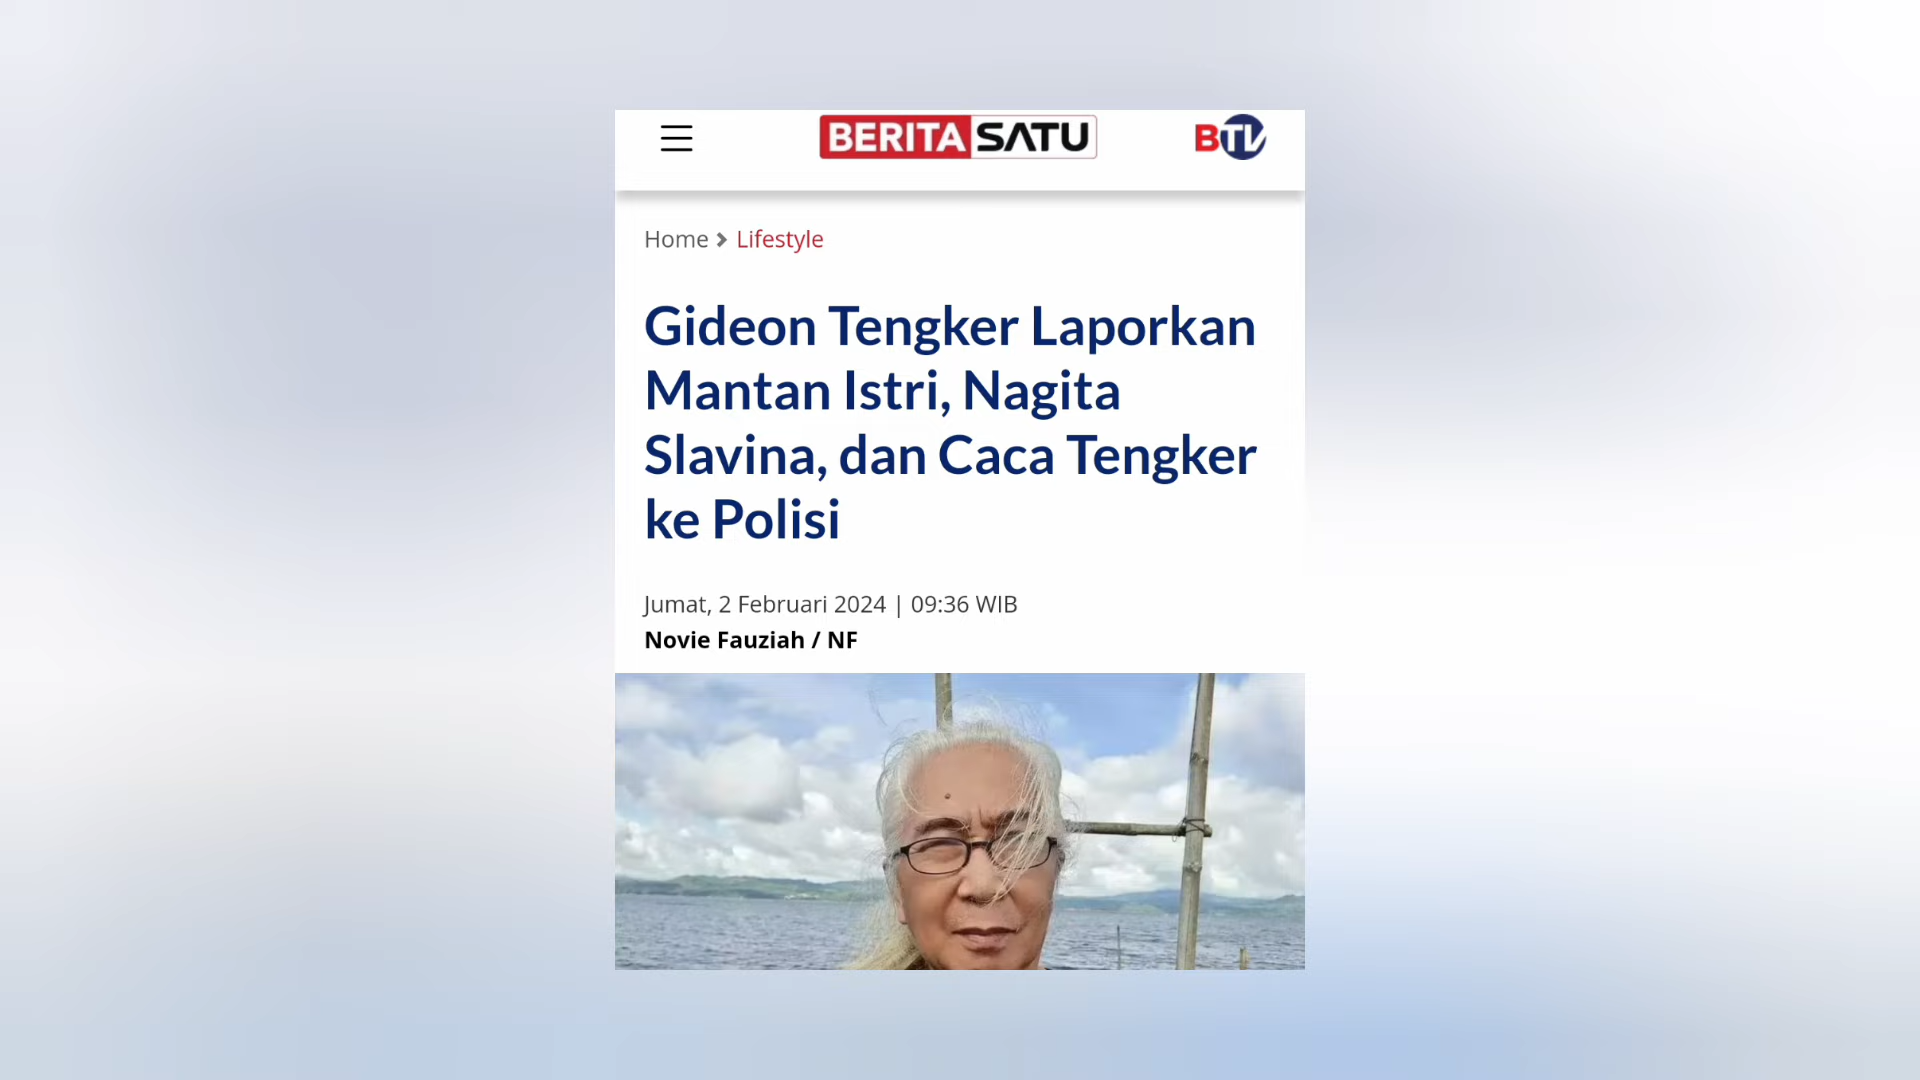 BERITA SATU
BTV
Home > Lifestyle
Gideon Tengker Laporkan
Mantan Istri, Nagita
Slavina, dan Caca Tengker
ke Polisi
Jumat, 2 Februari 2024 | 09:36 WIB
Novie Fauziah / NF